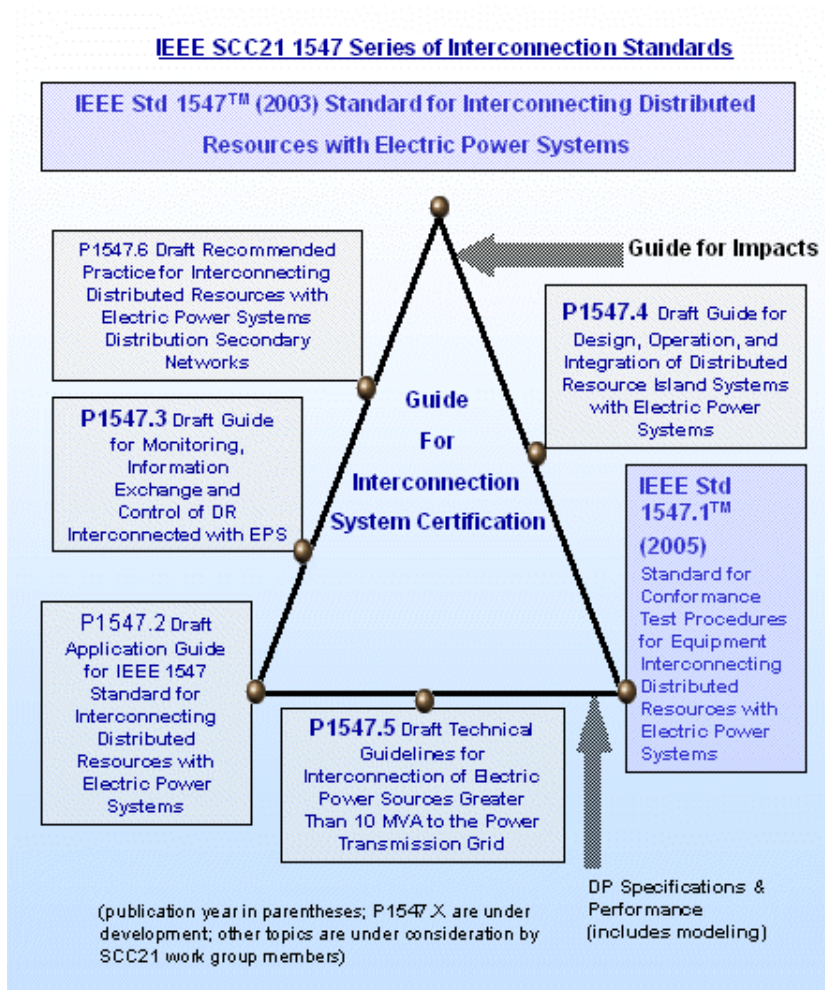 IEEE SCC21 1547 Series of Interconnection Standards
IEEE Std 1547™ (2003) Standard for Interconnecting Distributed
Resources with Electric Power Systems
P1547.6 Draft Recommended
Practice for Interconnecting
Distributed Resources with
Electric Power Systems
Distribution Secondary
Networks
Guide for Impacts
P1547.4 Draft Guide for
Design, Operation, and
Integration of Distributed
Resource Island Systems
with Electric Power
Systems
P1547.3 Draft Guide
for Monitoring,
Information
Exchange and
Control of DR
Interconnected with EPS
Guide
For
Interconnection
System Certification
IEEE Std
1547.1™
(2005)
Standard for
Conformance
Test Procedures
for Equipment
Interconnecting
Distributed
Resources with
Electric Power
Systems
P1547.2 Draft
Application Guide
for IEEE 1547
Standard for
Interconnecting
Distributed
Resources with
Electric Power
Systems
P1547.5 Draft Technical
Guidelines for
Interconnection of Electric
Power Sources Greater
Than 10 MVA to the Power
Transmission Grid
DP Specifications &
Performance
(includes modeling)
(publication year in parentheses; P1547.X are under
development; other topics are under consideration by
SCC21 work group members)